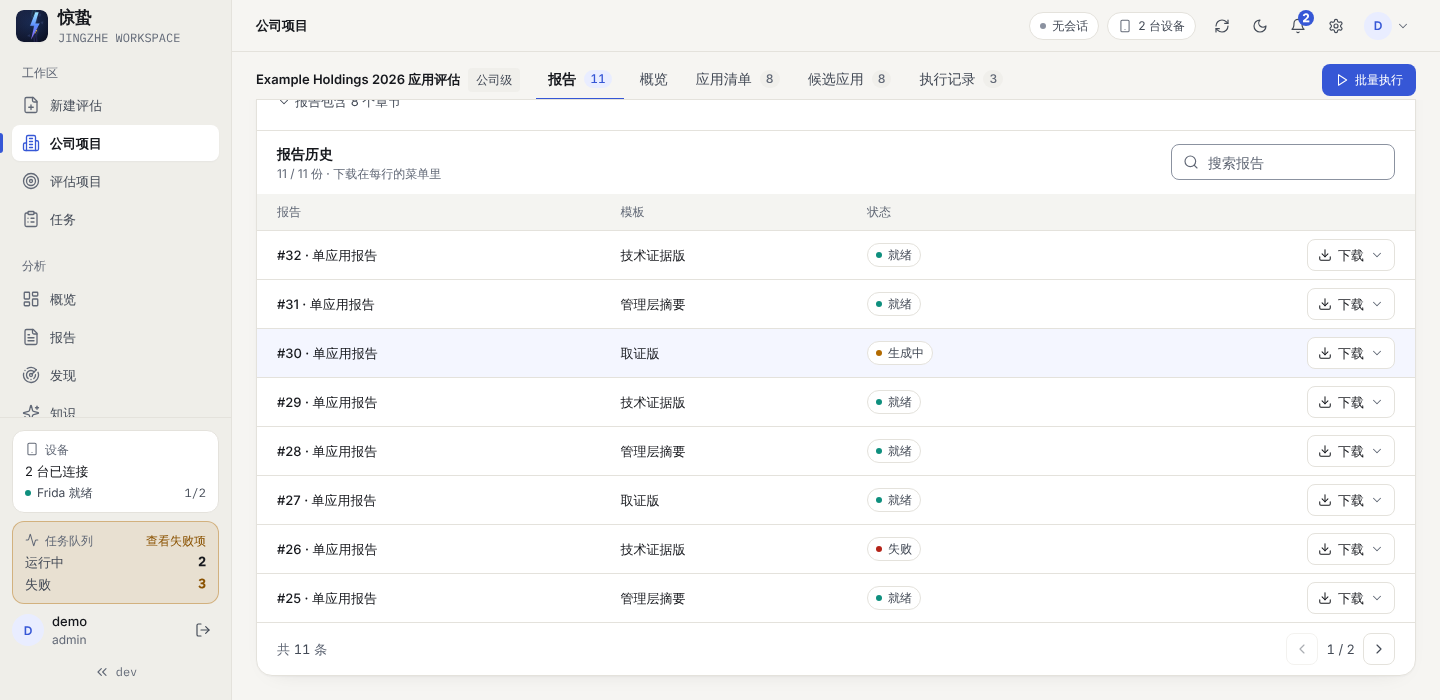 惊蛰
JINGZHE WORKSPACE
工作区
新建评估
公司项目
评估项目
任务
分析
概览
报告
发现
知识
设备
2 台已连接
Frida 就绪 1/2
任务队列 查看失败项
运行中 2
失败 3
D demo
admin
dev
公司项目 无会话 2 台设备 2 D
Example Holdings 2026 应用评估 公司级 报告 11 概览 应用清单 8 候选应用 8 执行记录 3 批量执行
报告包含 8 个章节
报告历史
11 / 11 份 · 下载在每行的菜单里
搜索报告
报告 模板 状态
#32 · 单应用报告 技术证据版 就绪 下载
#31 · 单应用报告 管理层摘要 就绪 下载
#30 · 单应用报告 取证版 生成中 下载
#29 · 单应用报告 技术证据版 就绪 下载
#28 · 单应用报告 管理层摘要 就绪 下载
#27 · 单应用报告 取证版 就绪 下载
#26 · 单应用报告 技术证据版 失败 下载
#25 · 单应用报告 管理层摘要 就绪 下载
共 11 条 1 / 2